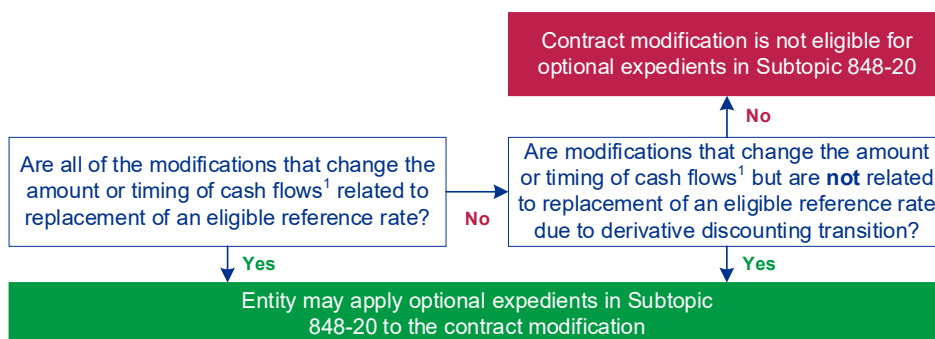 Contract modification is not eligible for
optional expedients in Subtopic 848-20
No
Are all of the modifications that change the
amount or timing of cash flows1 related to
replacement of an eligible reference rate?
No
Are modifications that change the amount
or timing of cash flows1 but are not related
to replacement of an eligible reference rate
due to derivative discounting transition?
Yes
Yes
Entity may apply optional expedients in Subtopic
848-20 to the contract modification